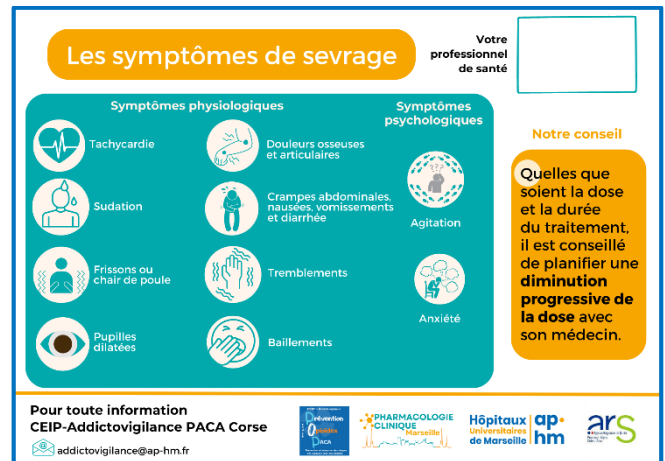 Les symptômes de sevrage
Votre
professionnel
de santé
Symptômes physiologiques
Tachycardie
Sudation
Frissons ou
chair de poule
Pupilles
dilatées
Douleurs osseuses
et articulaires
Crampes abdominales,
nausées, vomissements
et diarrhée
Tremblements
Baillements
Symptômes
psychologiques
???
Agitation
Anxiété
Notre conseil
Quelles que
soient la dose
et la durée
du traitement,
il est conseillé
de planifier une
diminution
progressive de
la dose avec
son médecin.
Pour toute information
CEIP-Addictovigilance PACA Corse
addictovigilance@ap-hm.fr
Prévention
Opioïdes
PACA
PHARMACOLOGIE
CLINIQUE
Marseille
Hôpitaux
Universitaires
de Marseille
ap·
hm
ars